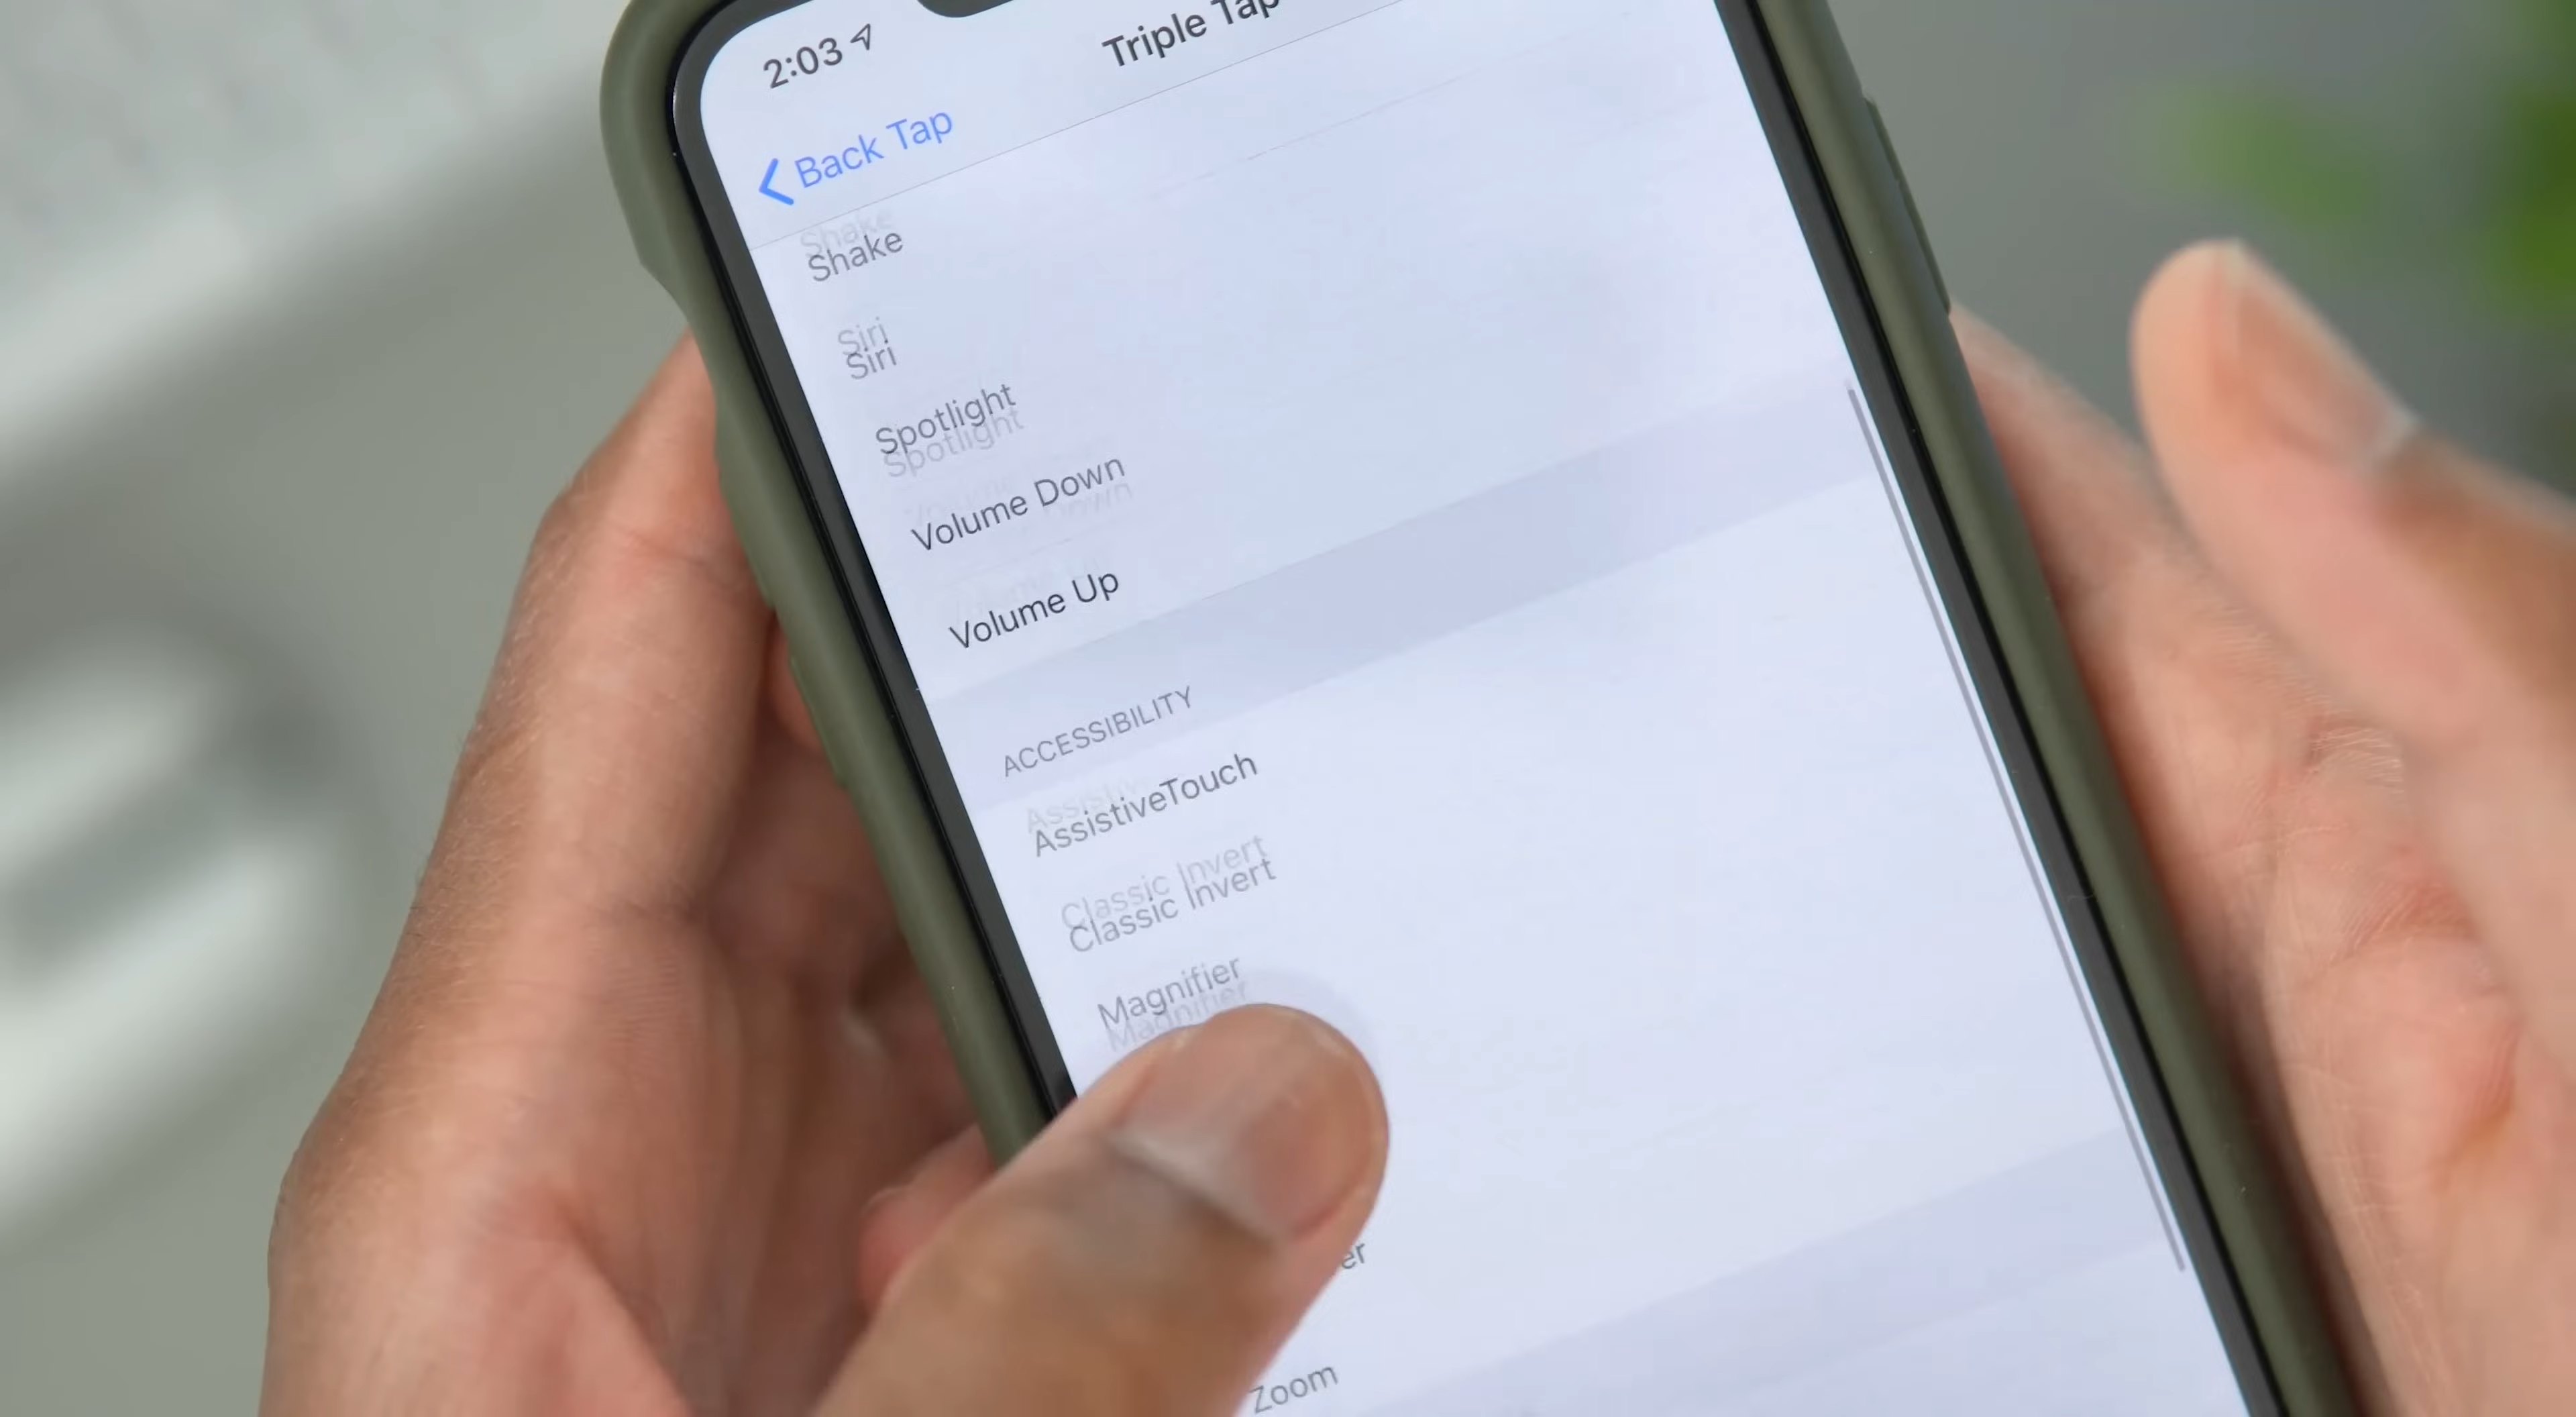 2:03
Triple Tap
Back Tap
Shake
Siri
Spotlight
Volume Down
Volume Up
ACCESSIBILITY
AssistiveTouch
Classic Invert
Magnifier
er
Zoom